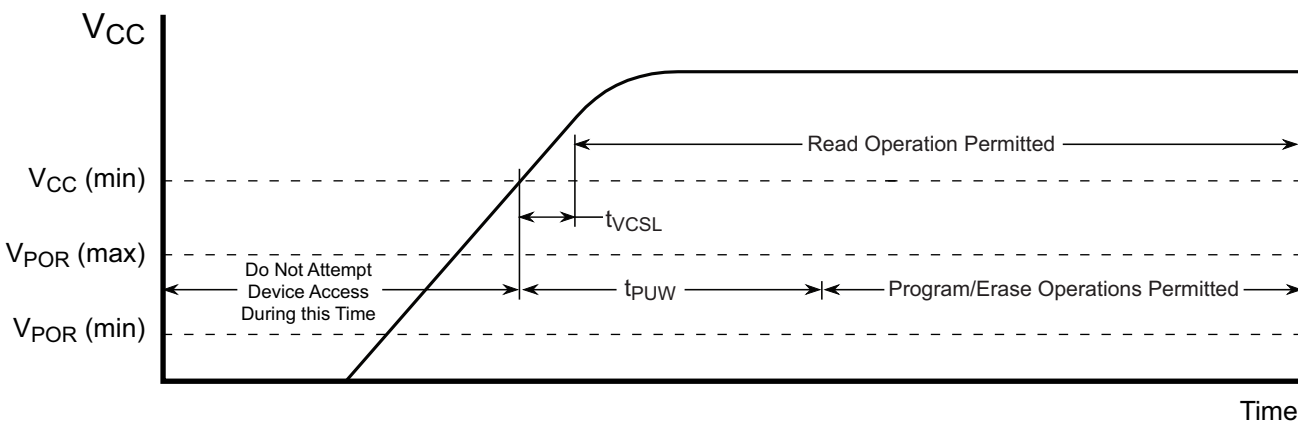 VCC
Read Operation Permitted
VCC (min)
tVCSL
VPOR (max)
Do Not Attempt
Device Access
During this Time
tPUW
Program/Erase Operations Permitted
VPOR (min)
Time